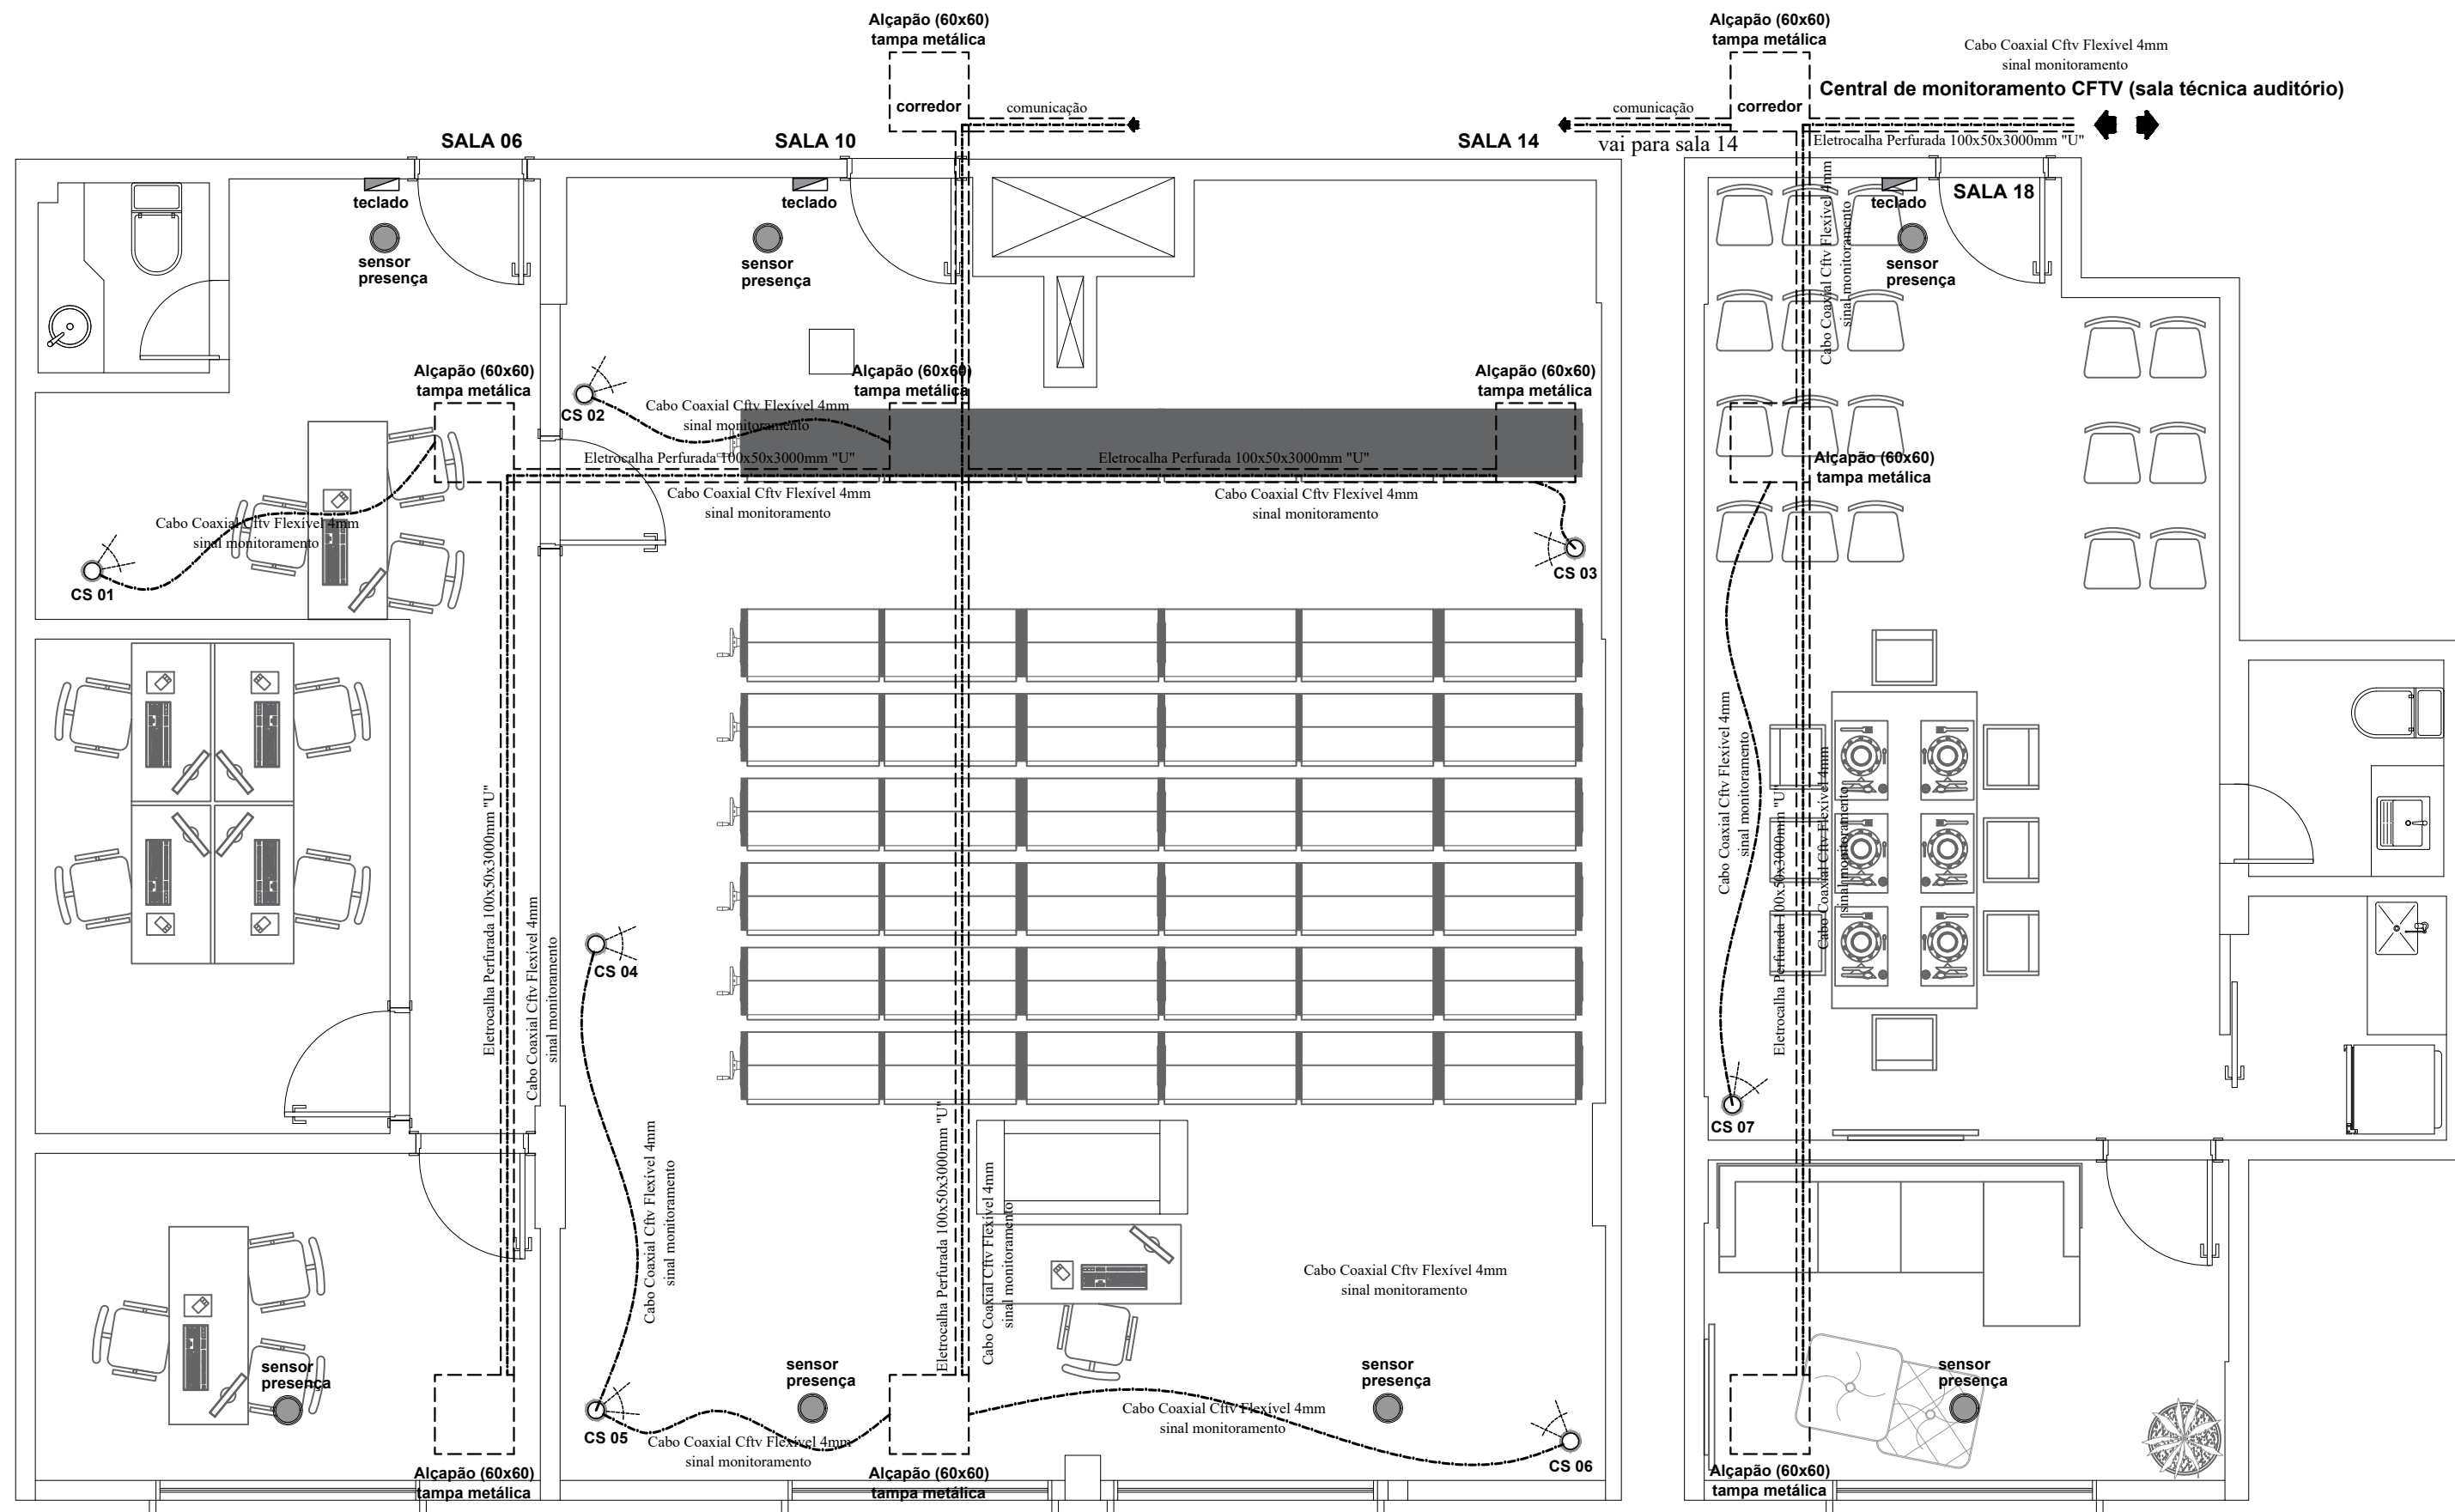 Alçapão (60x60)
tampa metálica
corredor
comunicação
Alçapão (60x60)
tampa metálica
corredor
comunicação
vai para sala 14
Cabo Coaxial Cftv Flexível 4mm
sinal monitoramento
Central de monitoramento CFTV (sala técnica auditório)
Eletrocalha Perfurada 100x50x3000mm "U"
SALA 06
SALA 10
SALA 14
SALA 18
teclado
sensor
presença
teclado
sensor
presença
teclado
sensor
presença
Cabo Coaxial Cftv Flexível 4mm
sinal monitoramento
Alçapão (60x60)
tampa metálica
CS 02
Cabo Coaxial Cftv Flexível 4mm
sinal monitoramento
Alçapão (60x60)
tampa metálica
Alçapão (60x60)
tampa metálica
Eletrocalha Perfurada 100x50x3000mm "U"
Eletrocalha Perfurada 100x50x3000mm "U"
Alçapão (60x60)
tampa metálica
Cabo Coaxial Cftv Flexível 4mm
sinal monitoramento
Cabo Coaxial Cftv Flexível 4mm
sinal monitoramento
Cabo Coaxial Cftv Flexível 4mm
sinal monitoramento
CS 01
CS 03
Eletrocalha Perfurada 100x50x3000mm "U"
Cabo Coaxial Cftv Flexível 4mm
sinal monitoramento
CS 04
Cabo Coaxial Cftv Flexível 4mm
sinal monitoramento
Eletrocalha Perfurada 100x50x3000mm "U"
Cabo Coaxial Cftv Flexível 4mm
sinal monitoramento
Cabo Coaxial Cftv Flexível 4mm
sinal monitoramento
Eletrocalha Perfurada 100x50x3000mm "U"
Cabo Coaxial Cftv Flexível 4mm
sinal monitoramento
CS 07
Cabo Coaxial Cftv Flexível 4mm
sinal monitoramento
sensor
presença
sensor
presença
sensor
presença
sensor
presença
CS 05
Cabo Coaxial Cftv Flexível 4mm
sinal monitoramento
Cabo Coaxial Cftv Flexível 4mm
sinal monitoramento
CS 06
Alçapão (60x60)
tampa metálica
Alçapão (60x60)
tampa metálica
Alçapão (60x60)
tampa metálica